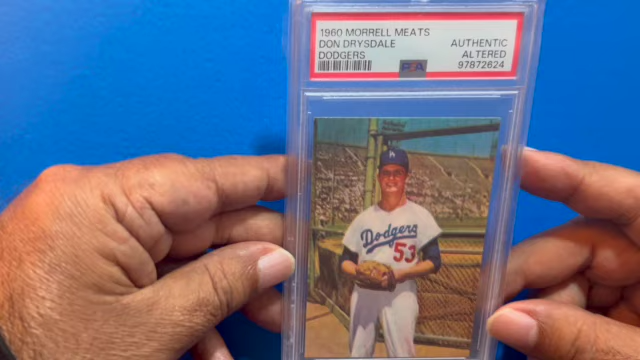 1960 MORRELL MEATS
DON DRYSDALE AUTHENTIC
DODGERS ALTERED
PSA 97872624
Dodgers
53